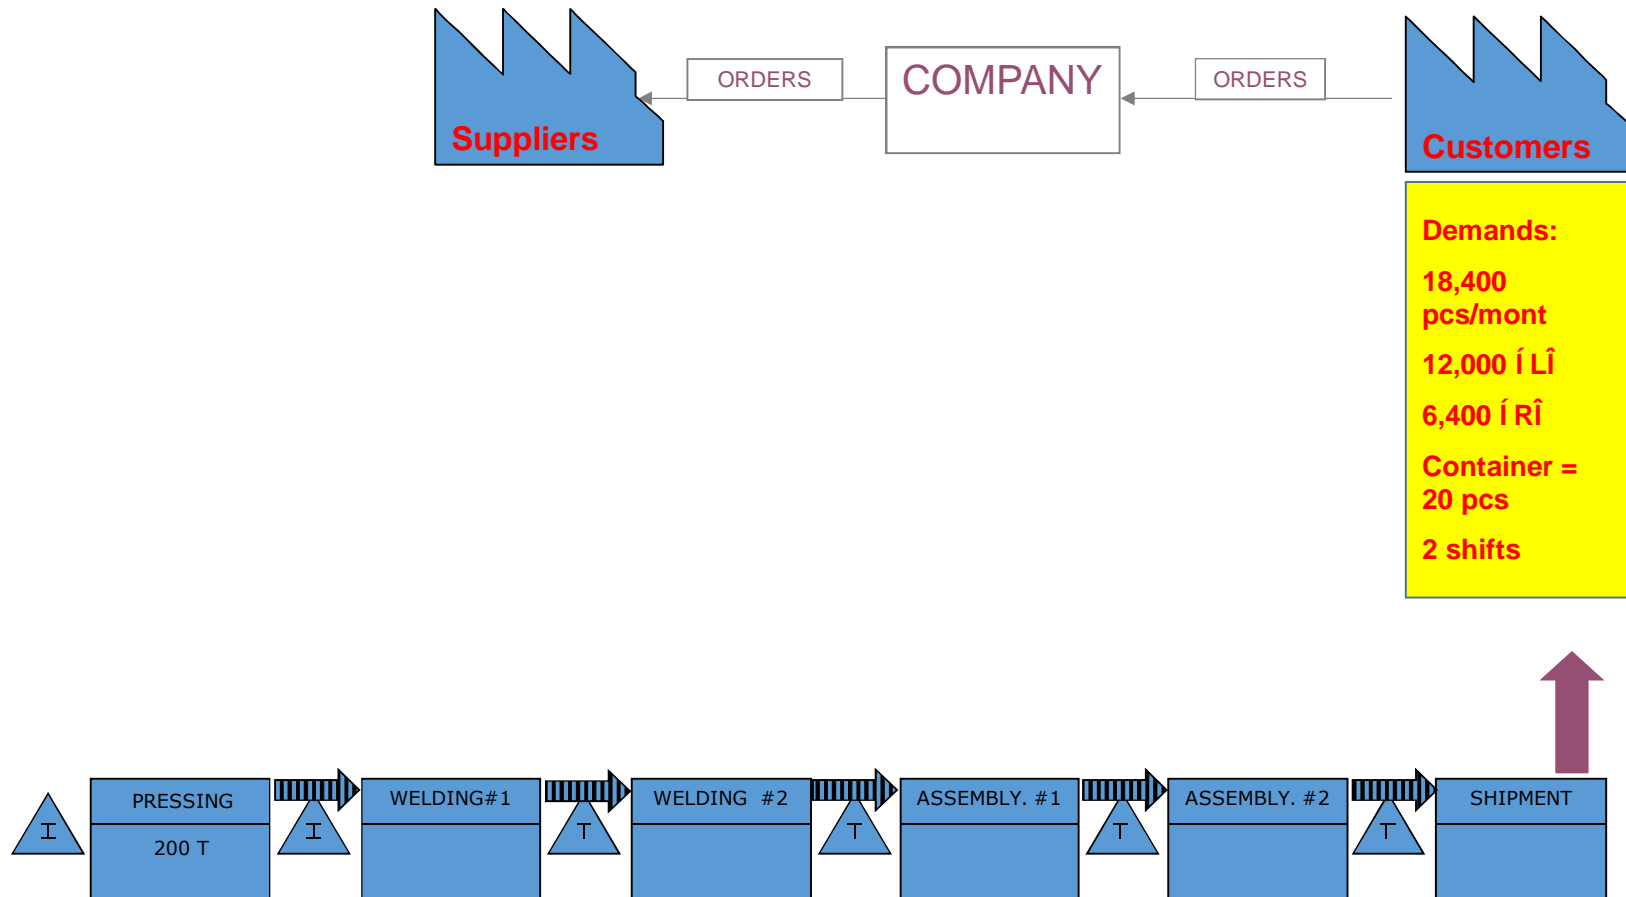 ORDERS
COMPANY
ORDERS
Suppliers
Customers
Demands:
18,400
pcs/mont
12,000 Í LÎ
6,400 Í RÎ
Container =
20 pcs
2 shifts
I
PRESSING
200 T
I
WELDING#1
T
WELDING #2
T
ASSEMBLY. #1
T
ASSEMBLY. #2
T
SHIPMENT